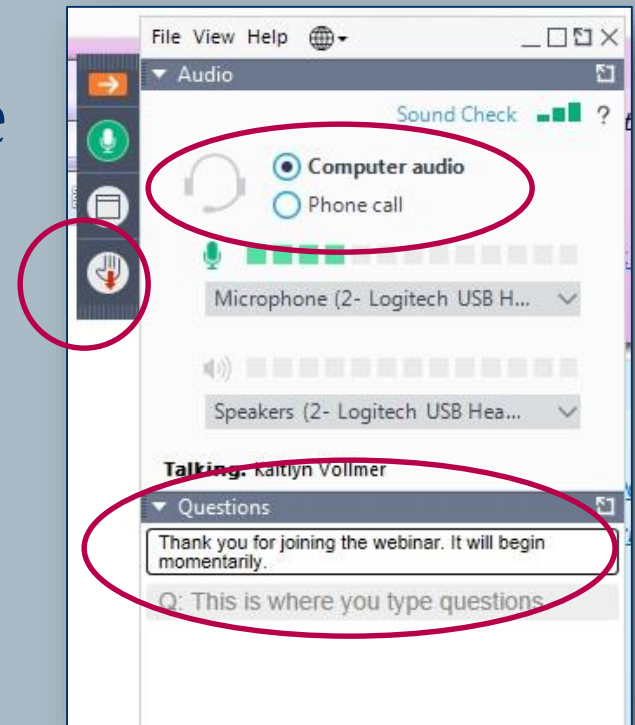 File View Help
Audio
Sound Check ?
Computer audio
Phone call
Microphone (2- Logitech USB H...
Speakers (2- Logitech USB Hea...
Talking: Kaitlyn Vollmer
Questions
Thank you for joining the webinar. It will begin
momentarily.
Q: This is where you type questions